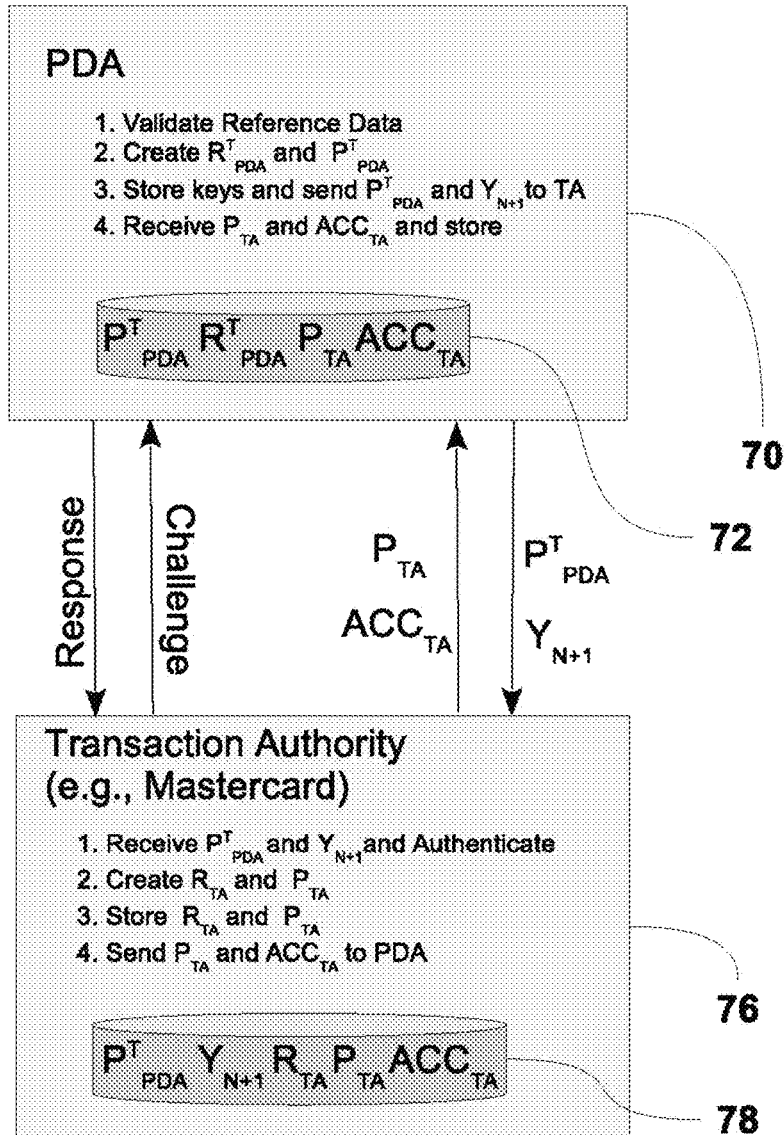 PDA
1. Validate Reference Data
2. Create R^T_PDA and P^T_PDA
3. Store keys and send P^T_PDA and Y_N+1 to TA
4. Receive P_TA and ACC_TA and store
P^T_PDA R^T_PDA P_TA ACC_TA
70
72
Response
Challenge
P_TA
ACC_TA
P^T_PDA
Y_N+1
Transaction Authority
(e.g., Mastercard)
1. Receive P^T_PDA and Y_N+1 and Authenticate
2. Create R_TA and P_TA
3. Store R_TA and P_TA
4. Send P_TA and ACC_TA to PDA
P^T_PDA Y_N+1 R_TA P_TA ACC_TA
76
78